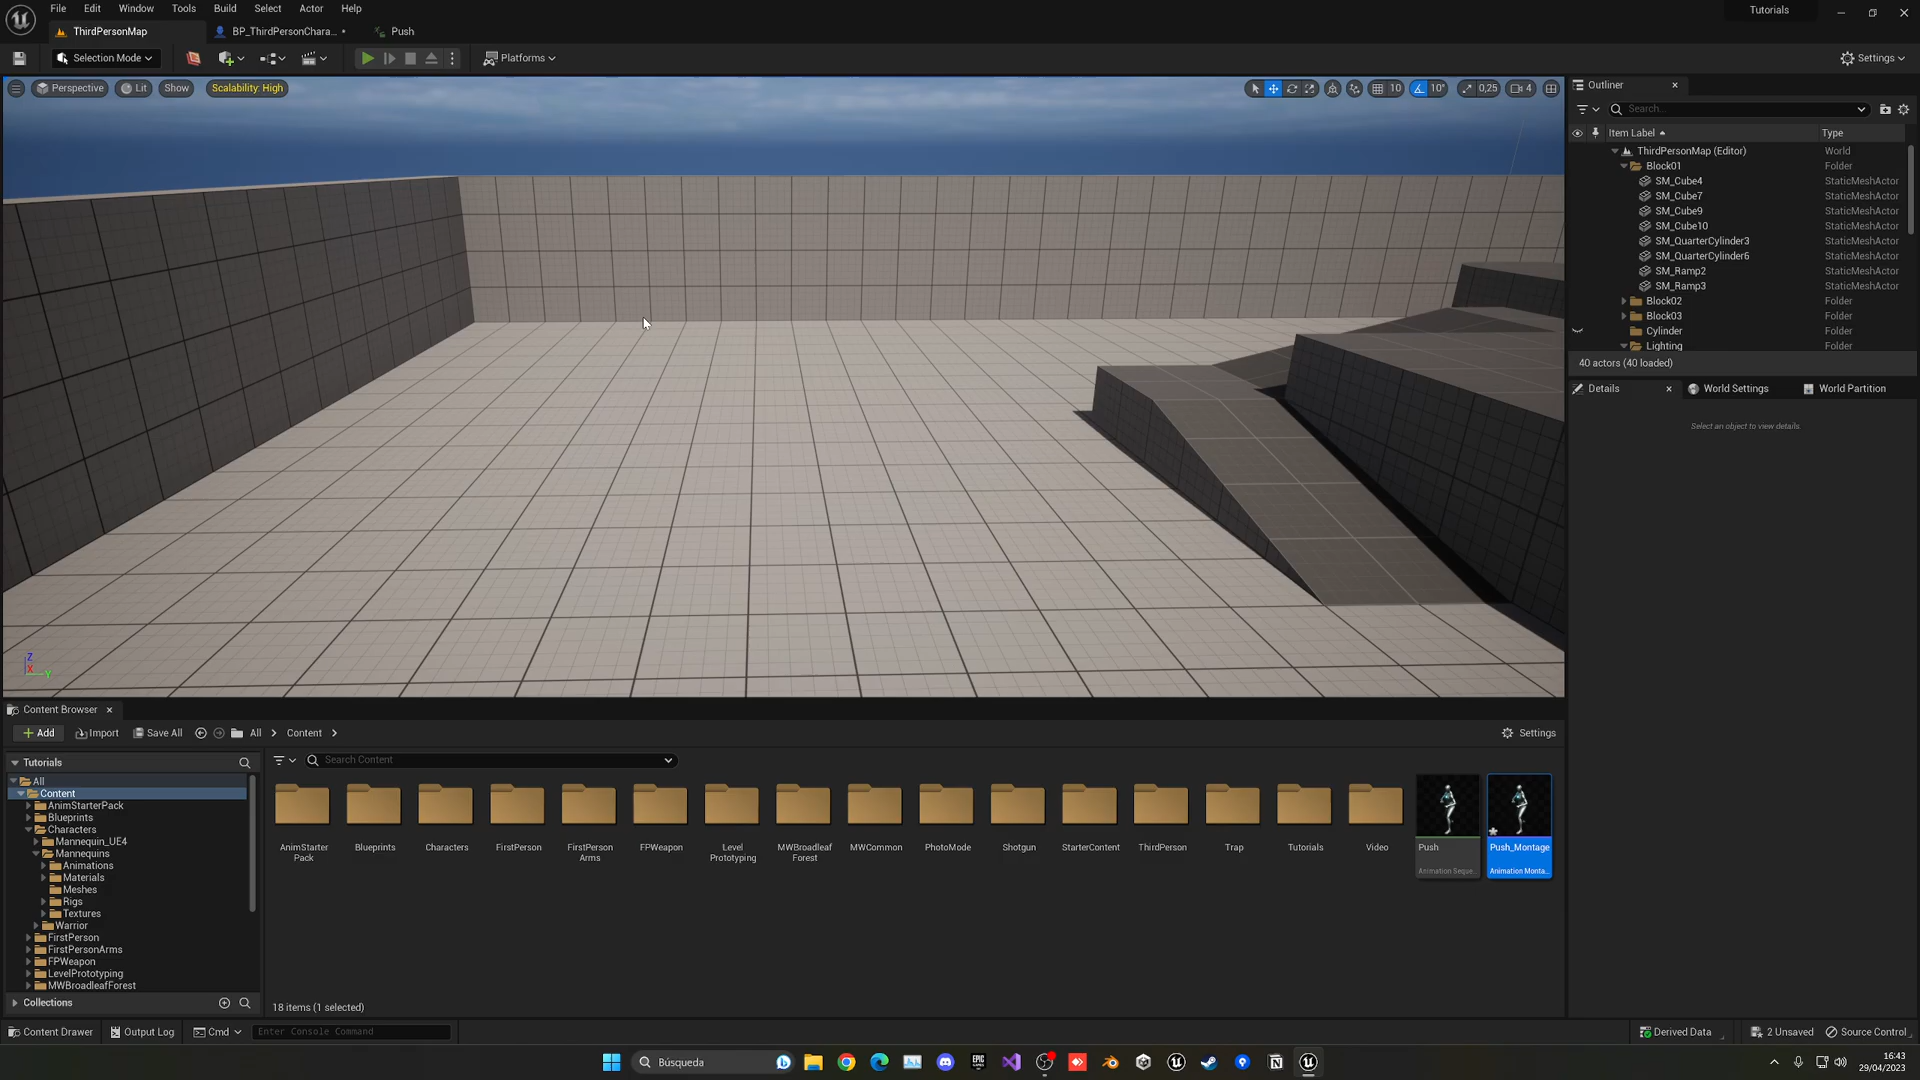 File Edit Window Tools Build Select Actor Help
Tutorials
ThirdPersonMap
BP_ThirdPersonChara...
Push
Selection Mode
Platforms
Settings
Perspective
Lit
Show
Scalability: High
10
10°
0,25
4
Outliner
Search...
Item Label
Type
ThirdPersonMap (Editor) World
Block01 Folder
SM_Cube4 StaticMeshActor
SM_Cube7 StaticMeshActor
SM_Cube9 StaticMeshActor
SM_Cube10 StaticMeshActor
SM_QuarterCylinder3 StaticMeshActor
SM_QuarterCylinder6 StaticMeshActor
SM_Ramp2 StaticMeshActor
SM_Ramp3 StaticMeshActor
Block02 Folder
Block03 Folder
Cylinder Folder
Lighting Folder
40 actors (40 loaded)
Details
World Settings
World Partition
Select an object to view details.
Z
X
Y
Content Browser
Add
Import
Save All
All
Content
Settings
Tutorials
Search Content
All
Content
AnimStarterPack
Blueprints
Characters
Mannequin_UE4
Mannequins
Animations
Materials
Meshes
Rigs
Textures
Warrior
FirstPerson
FirstPersonArms
FPWeapon
LevelPrototyping
MWBroadleafForest
Collections
AnimStarter
Pack
Blueprints
Characters
FirstPerson
FirstPerson
Arms
FPWeapon
Level
Prototyping
MWBroadleaf
Forest
MWCommon
PhotoMode
Shotgun
StarterContent
ThirdPerson
Trap
Tutorials
Video
Push
Animation Seque...
Push_Montage
Animation Monta...
18 items (1 selected)
Content Drawer
Output Log
Cmd
Enter Console Command
Derived Data
2 Unsaved
Source Control
Búsqueda
EPIC
GAMES
16:43
29/04/2023